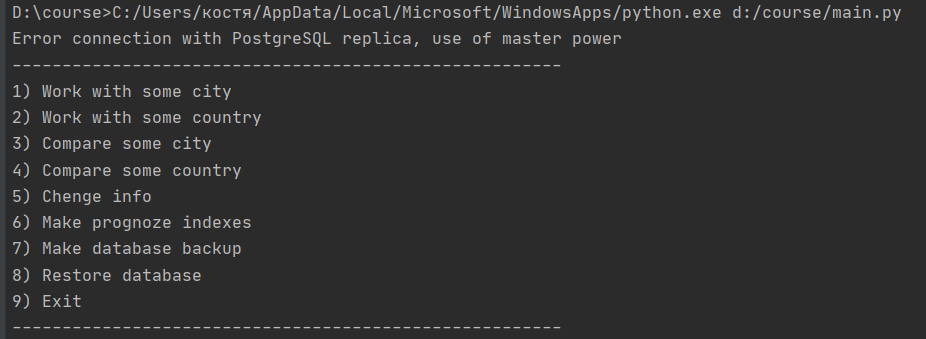 D:\course>C:/Users/костя/AppData/Local/Microsoft/WindowsApps/python.exe d:/course/main.py
Error connection with PostgreSQL replica, use of master power
-------------------------------------------------------
1) Work with some city
2) Work with some country
3) Compare some city
4) Compare some country
5) Chenge info
6) Make prognoze indexes
7) Make database backup
8) Restore database
9) Exit
-------------------------------------------------------